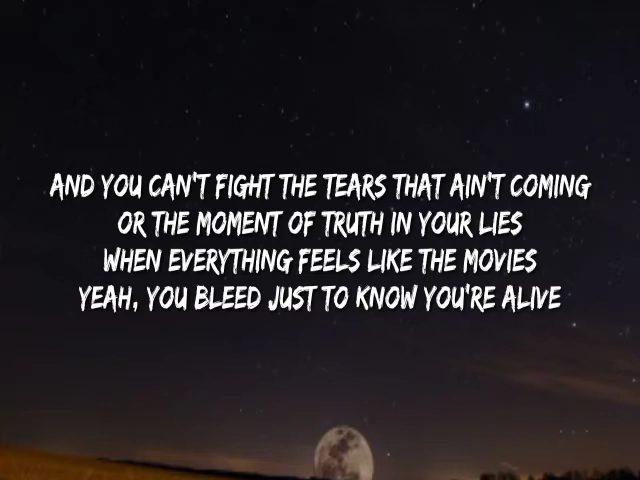 AND YOU CAN'T FIGHT THE TEARS THAT AIN'T COMING
OR THE MOMENT OF TRUTH IN YOUR LIES
WHEN EVERYTHING FEELS LIKE THE MOVIES
YEAH, YOU BLEED JUST TO KNOW YOU'RE ALIVE